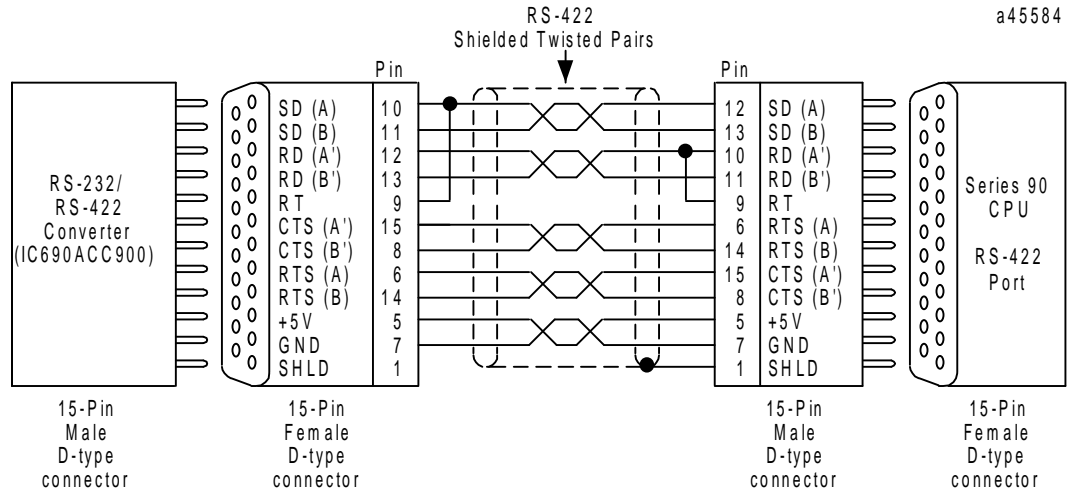 RS-422
Shielded Twisted Pairs
a45584
Pin
Pin
RS-232/
RS-422
Converter
(IC690ACC900)
SD (A) 10
SD (B) 11
RD (A') 12
RD (B') 13
RT 9
CTS (A') 15
CTS (B') 8
RTS (A) 6
RTS (B) 14
+5V 5
GND 7
SHLD 1
12 SD (A)
13 SD (B)
10 RD (A')
11 RD (B')
9 RT
6 RTS (A)
14 RTS (B)
15 CTS (A')
8 CTS (B')
5 +5V
7 GND
1 SHLD
Series 90
CPU
RS-422
Port
15-Pin
Male
D-type
connector
15-Pin
Female
D-type
connector
15-Pin
Male
D-type
connector
15-Pin
Female
D-type
connector